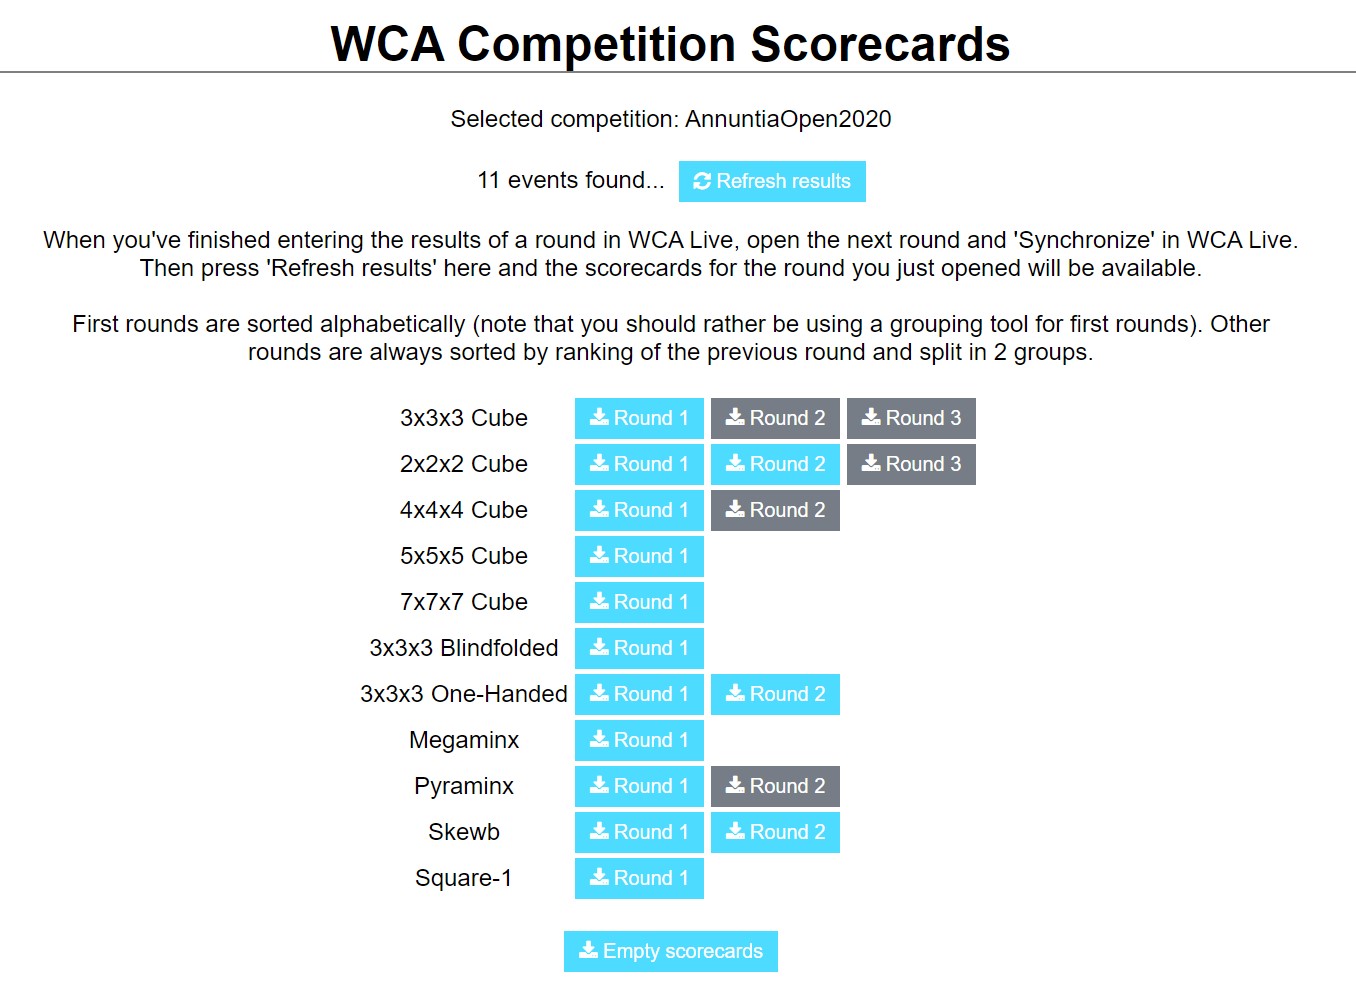 WCA Competition Scorecards
Selected competition: AnnuntiaOpen2020
11 events found... Refresh results
When you've finished entering the results of a round in WCA Live, open the next round and 'Synchronize' in WCA Live.
Then press 'Refresh results' here and the scorecards for the round you just opened will be available.
First rounds are sorted alphabetically (note that you should rather be using a grouping tool for first rounds). Other
rounds are always sorted by ranking of the previous round and split in 2 groups.
3x3x3 Cube Round 1 Round 2 Round 3
2x2x2 Cube Round 1 Round 2 Round 3
4x4x4 Cube Round 1 Round 2
5x5x5 Cube Round 1
7x7x7 Cube Round 1
3x3x3 Blindfolded Round 1
3x3x3 One-Handed Round 1 Round 2
Megaminx Round 1
Pyraminx Round 1 Round 2
Skewb Round 1 Round 2
Square-1 Round 1
Empty scorecards